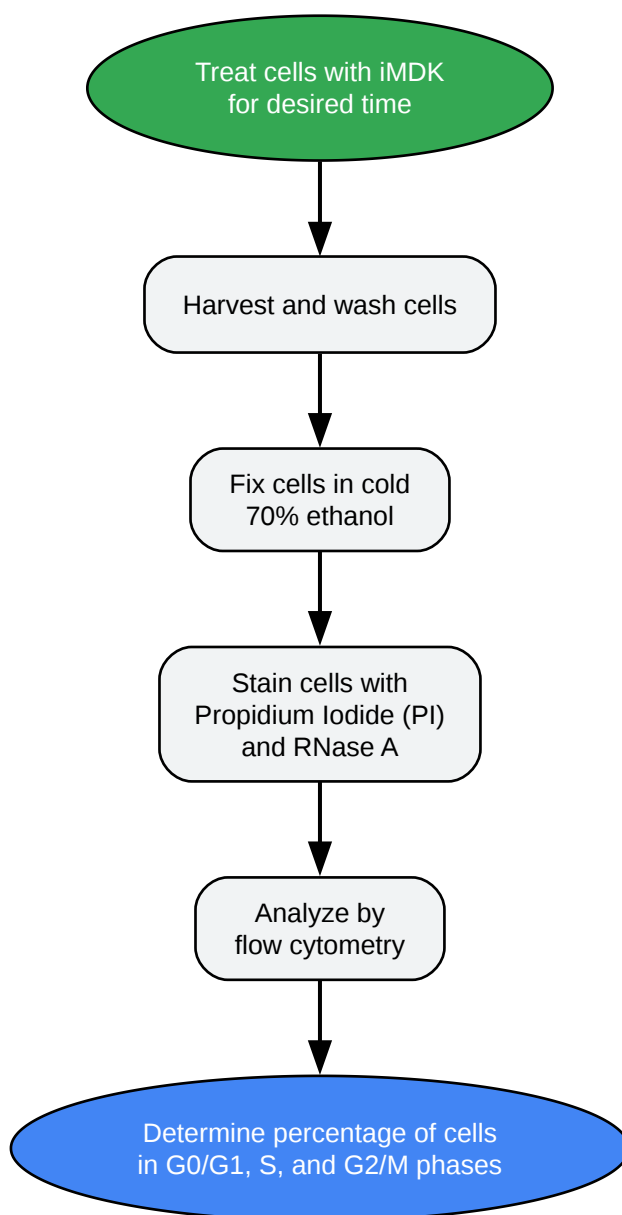 Treat cells with iMDK
for desired time
Harvest and wash cells
Fix cells in cold
70% ethanol
Stain cells with
Propidium Iodide (PI)
and RNase A
Analyze by
flow cytometry
Determine percentage of cells
in G0/G1, S, and G2/M phases